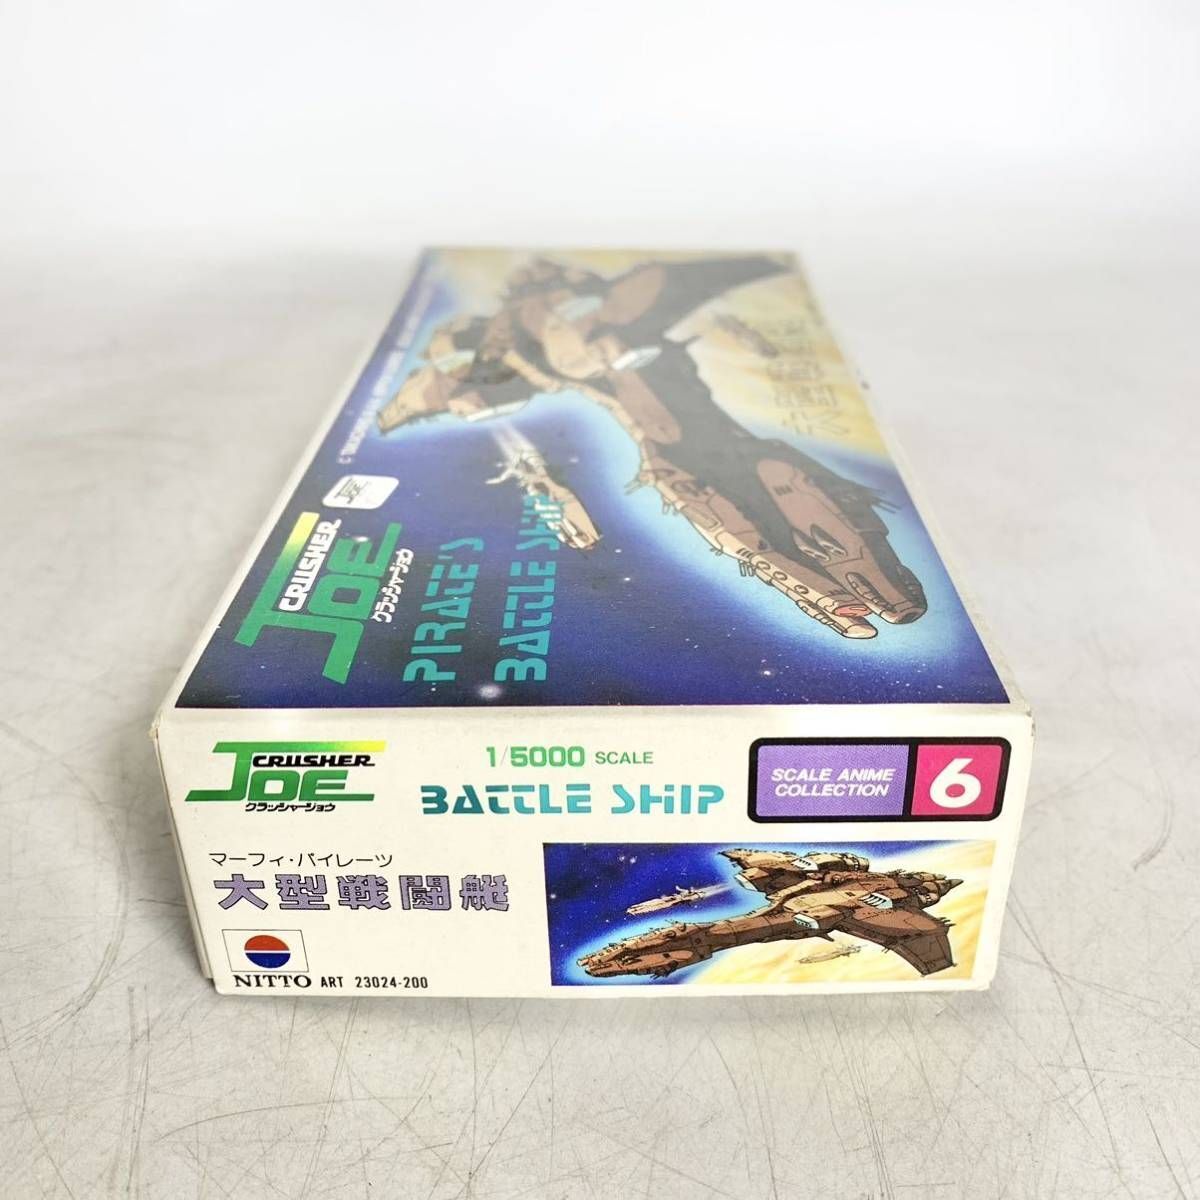 CRUSHER
JOE
クラッシャージョウ
JOE
PIRATE'S
BATTLE SHIP
CRUSHER
JOE
クラッシャージョウ
1/5000 SCALE
BATTLE SHIP
SCALE ANIME
COLLECTION
6
マーフィ・パイレーツ
大型戦闘艇
NITTO ART 23024-200